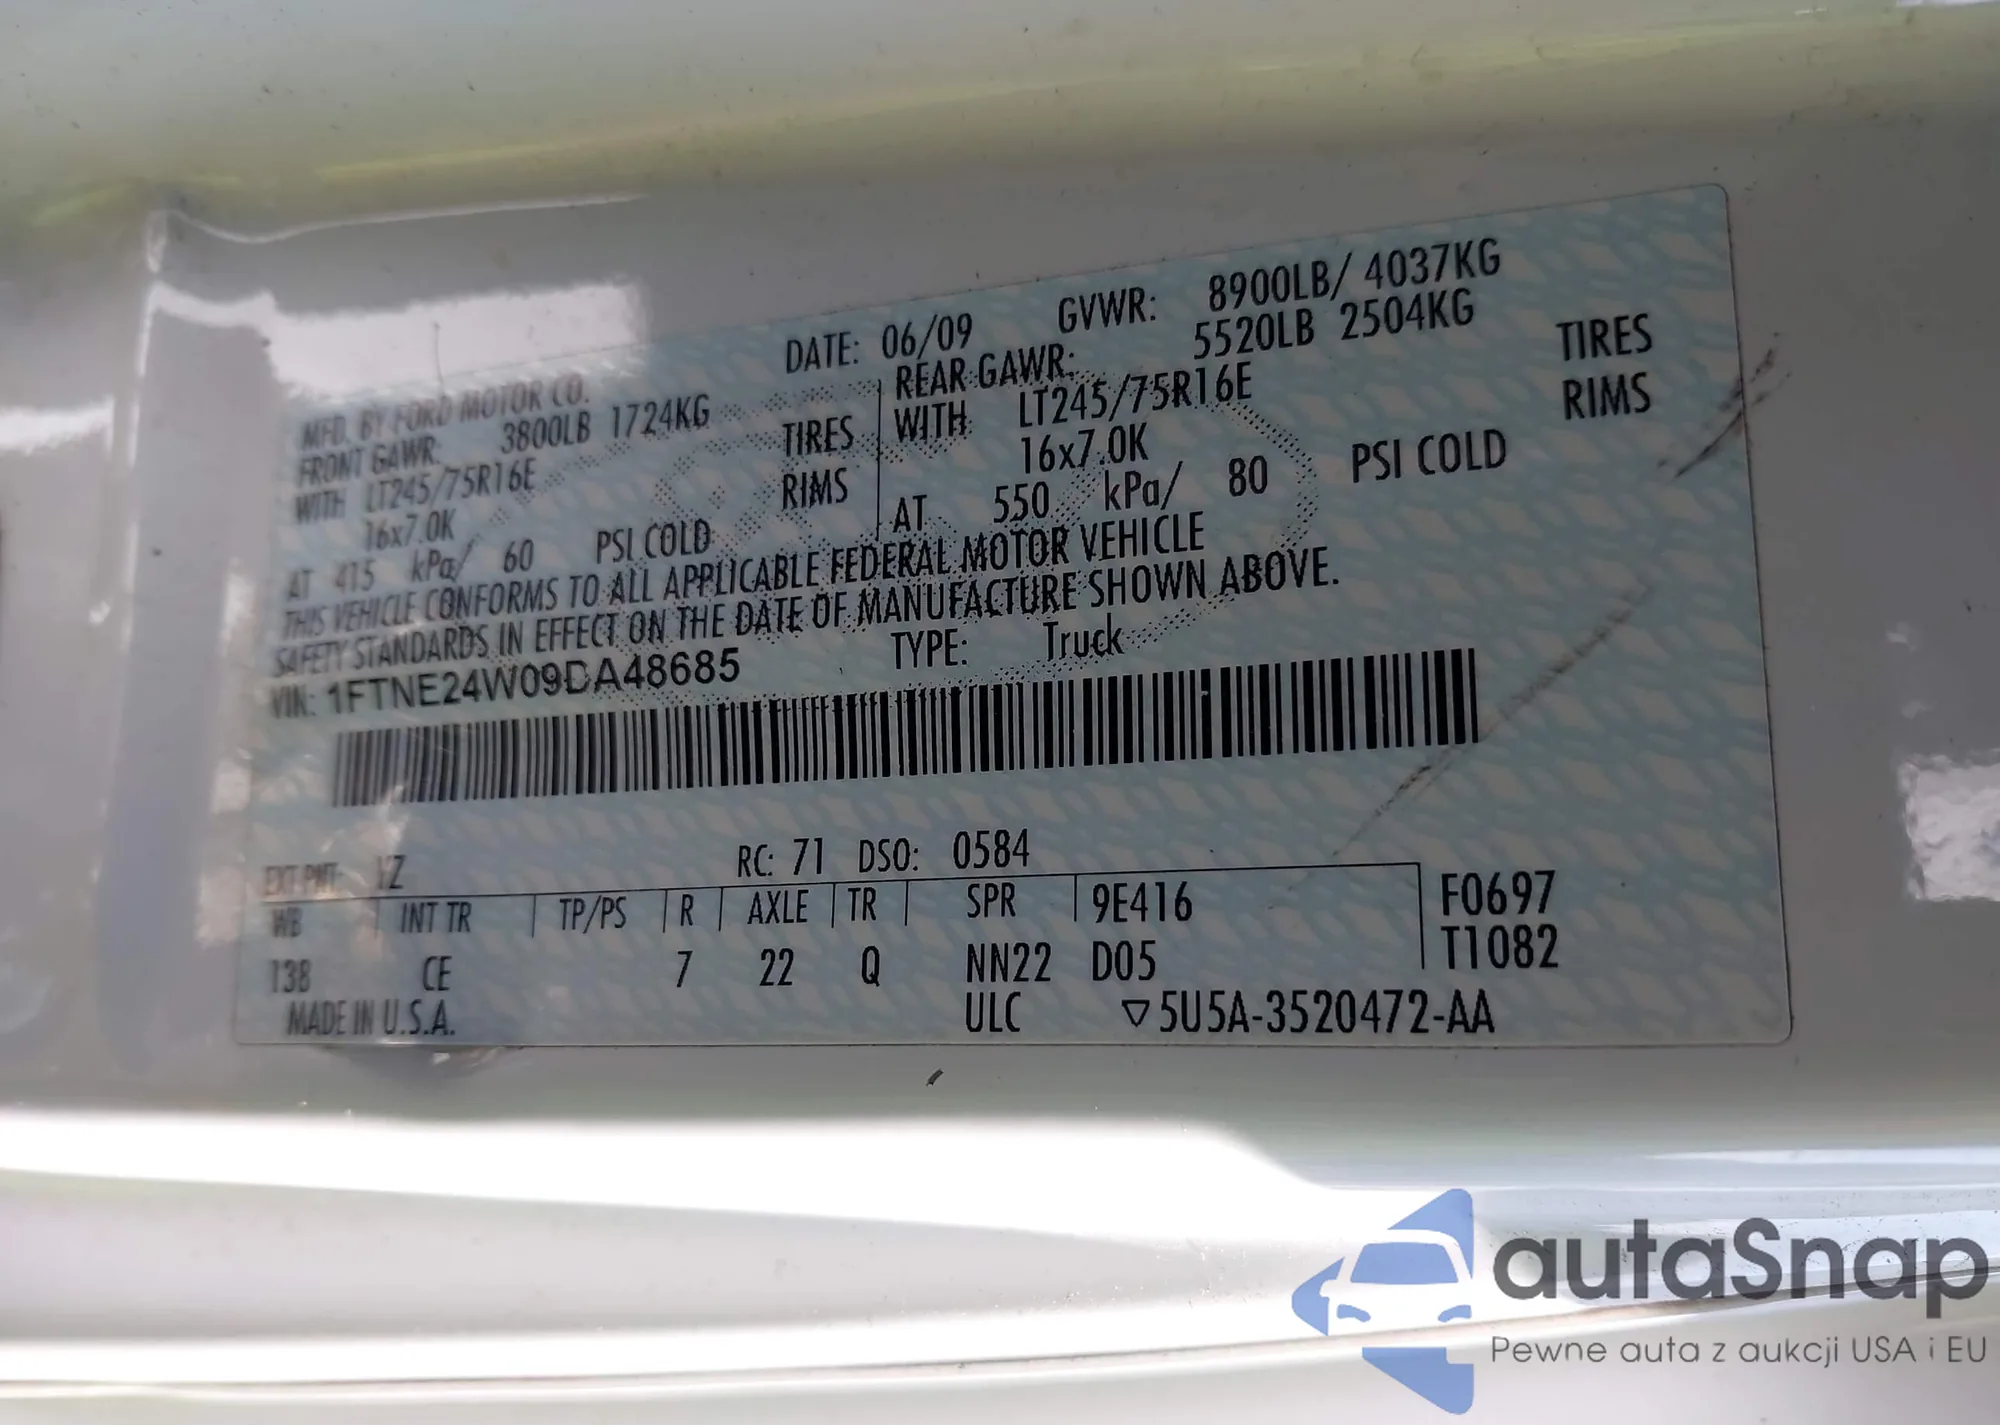 MFD. BY FORD MOTOR CO. DATE: 06/09 GVWR: 8900LB/ 4037KG
FRONT GAWR: 3800LB 1724KG REAR GAWR: 5520LB 2504KG
WITH LT245/75R16E TIRES WITH LT245/75R16E TIRES
16x7.0K RIMS 16x7.0K RIMS
AT 415 kPa/ 60 PSI COLD AT 550 kPa/ 80 PSI COLD
THIS VEHICLE CONFORMS TO ALL APPLICABLE FEDERAL MOTOR VEHICLE
SAFETY STANDARDS IN EFFECT ON THE DATE OF MANUFACTURE SHOWN ABOVE.
VIN: 1FTNE24W09DA48685 TYPE: Truck
EXT PNT: YZ RC: 71 DSO: 0584
WB INT TR TP/PS R AXLE TR SPR 9E416 F0697
138 CE 7 22 Q NN22 D05 T1082
MADE IN U.S.A. ULC ▽5U5A-3520472-AA
autaSnap
Pewne auta z aukcji USA i EU